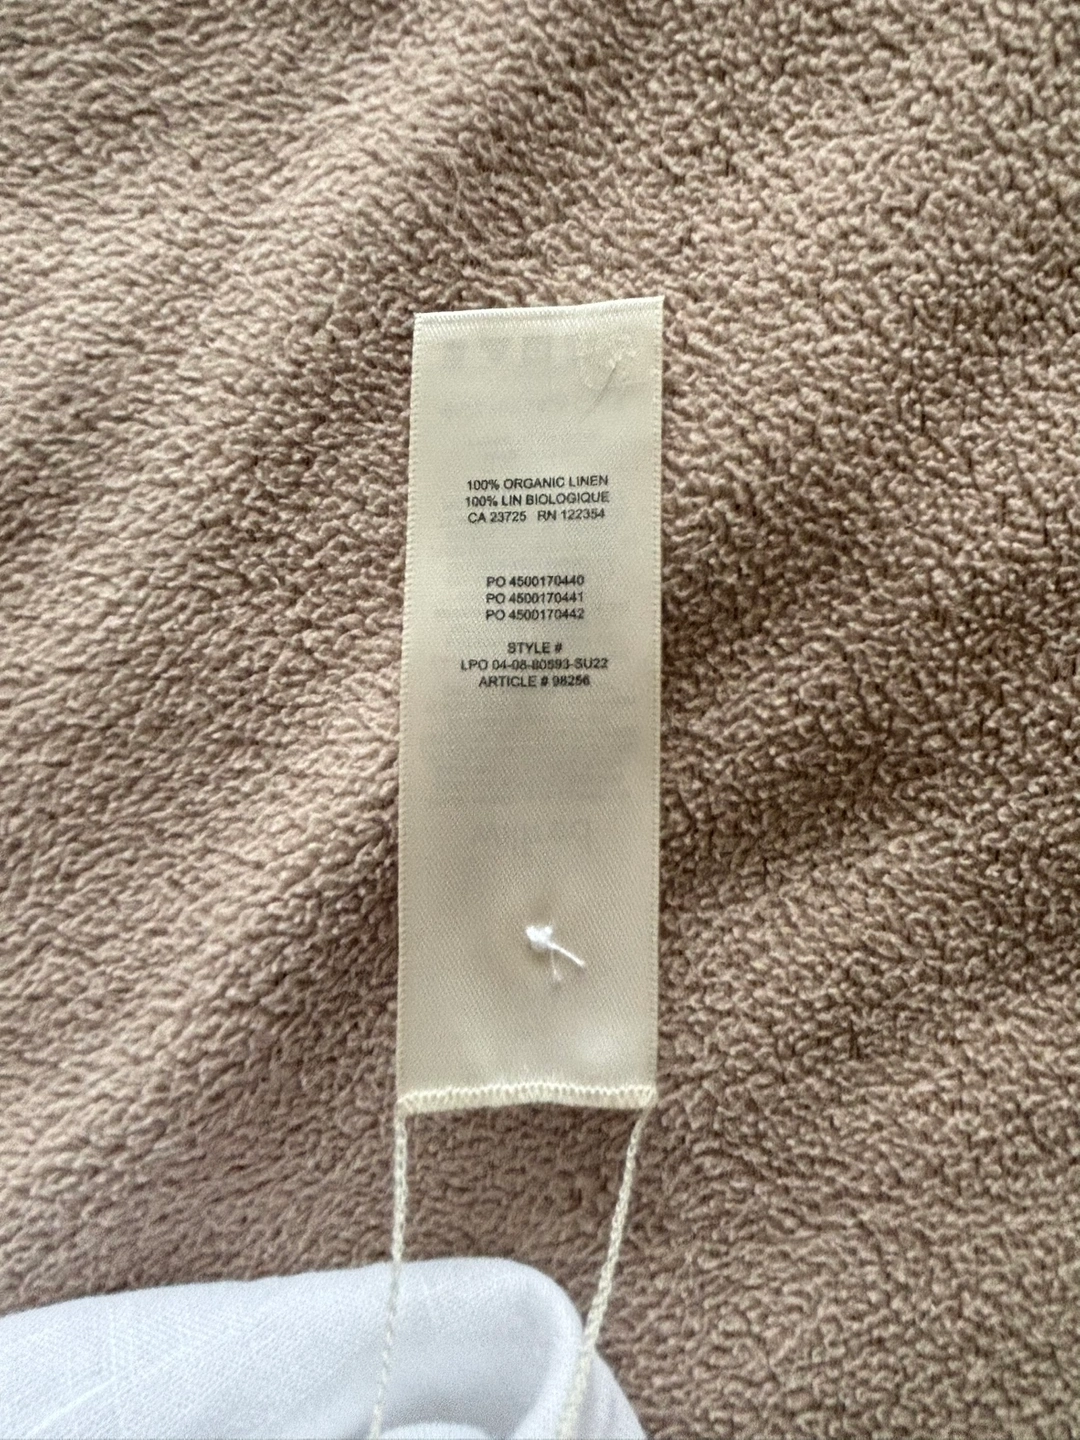 100% ORGANIC LINEN
100% LIN BIOLOGIQUE
CA 23725 RN 122354
PO 4500170440
PO 4500170441
PO 4500170442
STYLE #
LPO 04-08-80593-SU22
ARTICLE # 98256